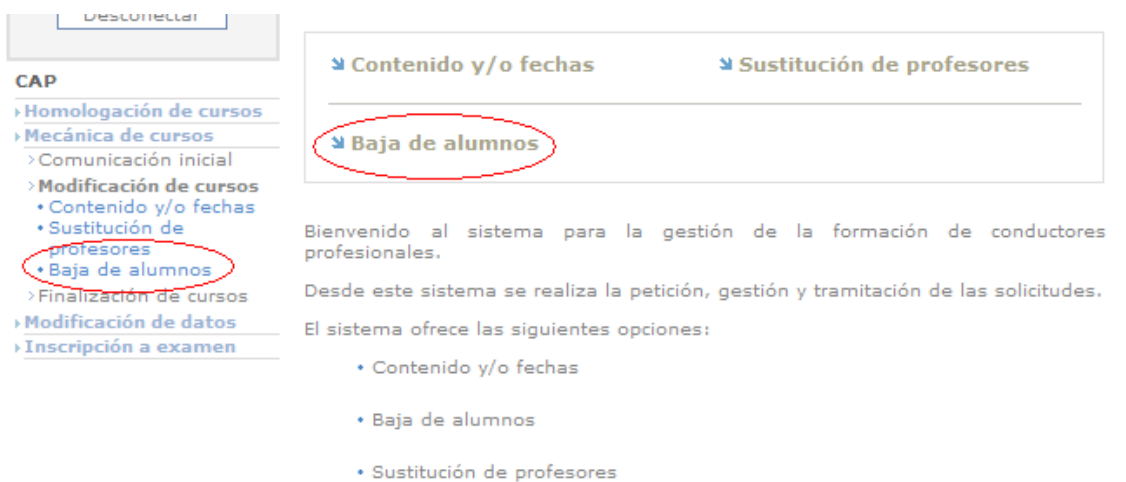 Desconectar
CAP
Homologación de cursos
Mecánica de cursos
Comunicación inicial
Modificación de cursos
Contenido y/o fechas
Sustitución de
profesores
Baja de alumnos
Finalización de cursos
Modificación de datos
Inscripción a examen
Contenido y/o fechas
Sustitución de profesores
Baja de alumnos
Bienvenido al sistema para la gestión de la formación de conductores
profesionales.
Desde este sistema se realiza la petición, gestión y tramitación de las solicitudes.
El sistema ofrece las siguientes opciones:
Contenido y/o fechas
Baja de alumnos
Sustitución de profesores